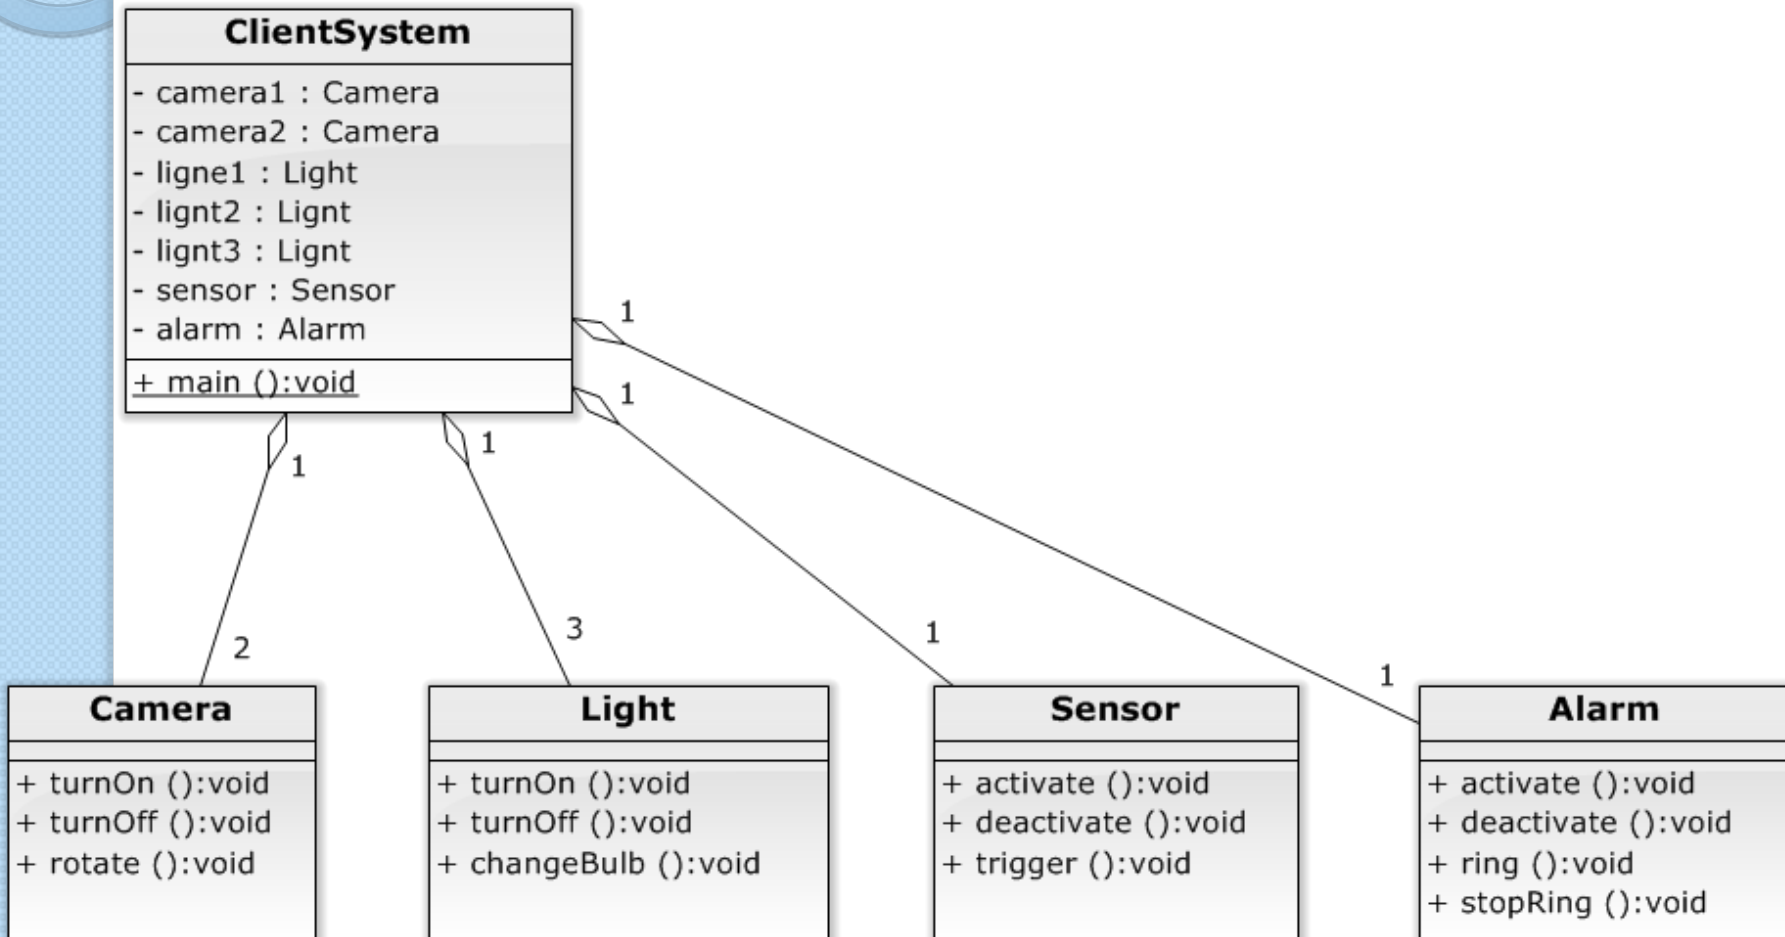 ClientSystem
- camera1 : Camera
- camera2 : Camera
- ligne1 : Light
- lignt2 : Lignt
- lignt3 : Lignt
- sensor : Sensor
- alarm : Alarm
+ main ():void
1
1
1
1
2
3
1
1
Camera
+ turnOn ():void
+ turnOff ():void
+ rotate ():void
Light
+ turnOn ():void
+ turnOff ():void
+ changeBulb ():void
Sensor
+ activate ():void
+ deactivate ():void
+ trigger ():void
Alarm
+ activate ():void
+ deactivate ():void
+ ring ():void
+ stopRing ():void